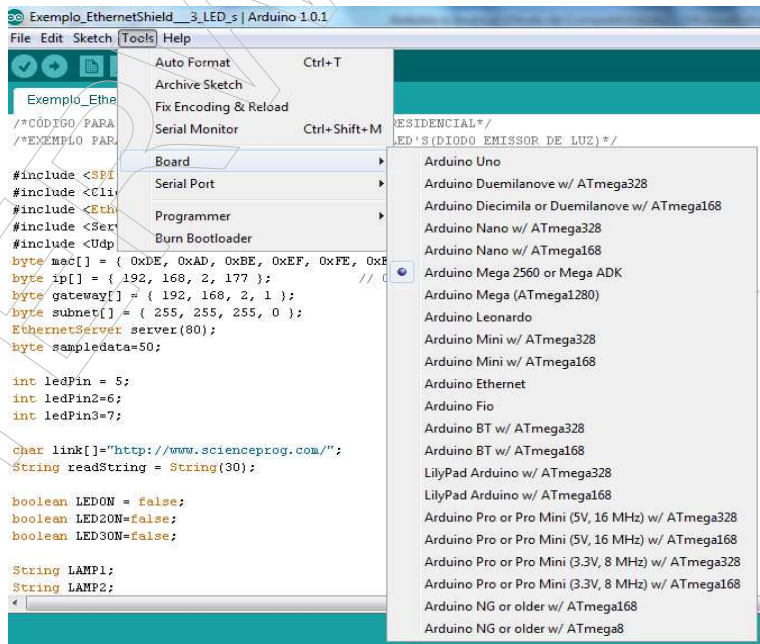 Exemplo_EthernetShield___3_LED_s | Arduino 1.0.1
File Edit Sketch Tools Help
Auto Format Ctrl+T
Archive Sketch
Fix Encoding & Reload
Serial Monitor Ctrl+Shift+M
Board
Serial Port
Programmer
Burn Bootloader
Arduino Uno
Arduino Duemilanove w/ ATmega328
Arduino Diecimila or Duemilanove w/ ATmega168
Arduino Nano w/ ATmega328
Arduino Nano w/ ATmega168
Arduino Mega 2560 or Mega ADK
Arduino Mega (ATmega1280)
Arduino Leonardo
Arduino Mini w/ ATmega328
Arduino Mini w/ ATmega168
Arduino Ethernet
Arduino Fio
Arduino BT w/ ATmega328
Arduino BT w/ ATmega168
LilyPad Arduino w/ ATmega328
LilyPad Arduino w/ ATmega168
Arduino Pro or Pro Mini (5V, 16 MHz) w/ ATmega328
Arduino Pro or Pro Mini (5V, 16 MHz) w/ ATmega168
Arduino Pro or Pro Mini (3.3V, 8 MHz) w/ ATmega328
Arduino Pro or Pro Mini (3.3V, 8 MHz) w/ ATmega168
Arduino NG or older w/ ATmega168
Arduino NG or older w/ ATmega8
Exemplo_Ethe
/*CÓDIGO PARA RESIDENCIAL*/
/*EXEMPLO PAR LED'S(DIODO EMISSOR DE LUZ)*/
#include <SPI
#include <Cli
#include <Eth
#include <Ser
#include <Udp
byte mac[] = { 0xDE, 0xAD, 0xBE, 0xEF, 0xFE, 0x
byte ip[] = { 192, 168, 2, 177 }; //
byte gateway[] = { 192, 168, 2, 1 };
byte subnet[] = { 255, 255, 255, 0 };
EthernetServer server(80);
byte sampledata=50;
int ledPin = 5;
int ledPin2=6;
int ledPin3=7;
char link[]="http://www.scienceprog.com/";
String readString = String(30);
boolean LEDON = false;
boolean LED2ON=false;
boolean LED3ON=false;
String LAMP1;
String LAMP2;